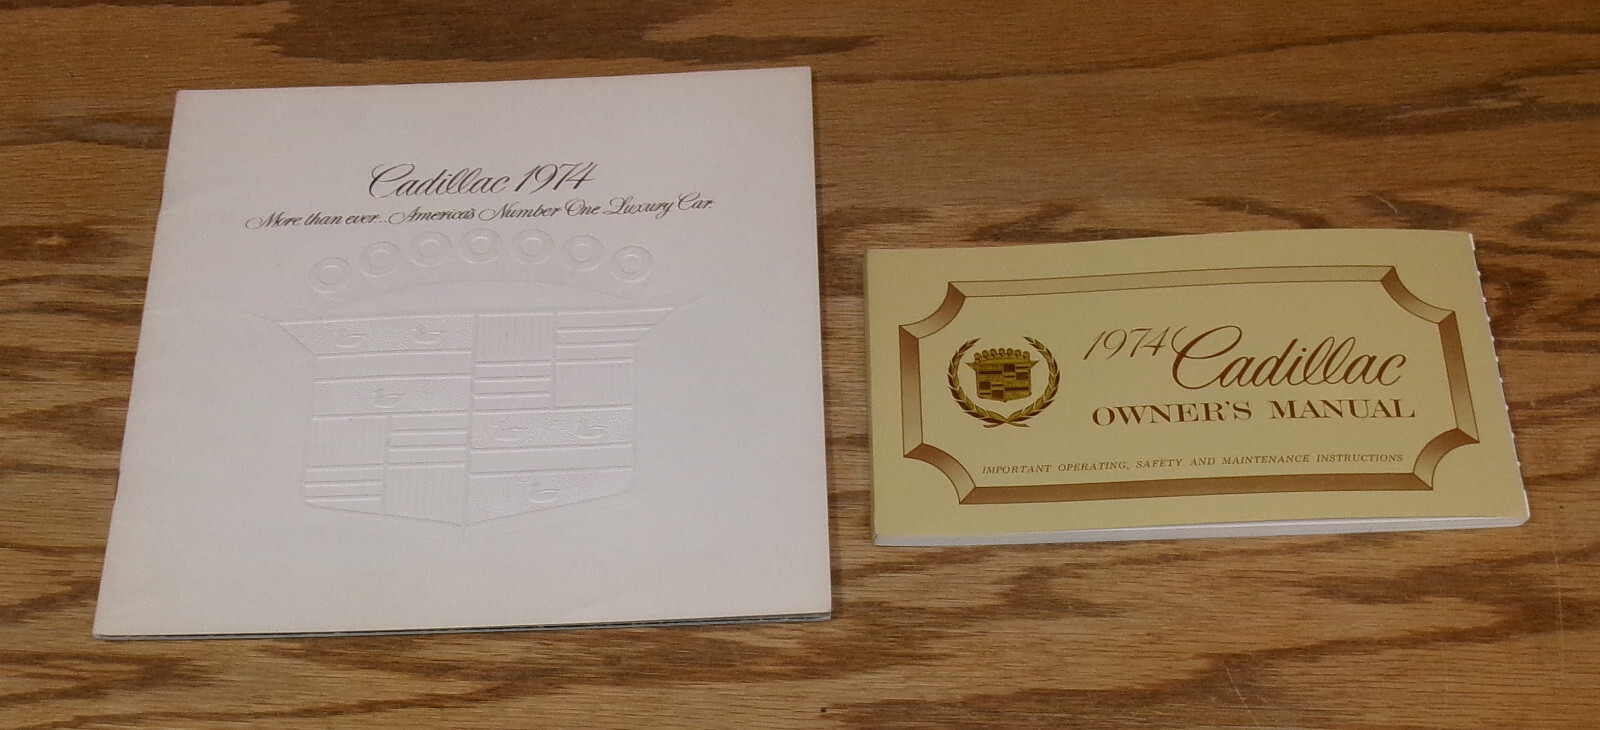 Cadillac 1974
More than ever... America's Number One Luxury Car.
1974 Cadillac
OWNER'S MANUAL
IMPORTANT OPERATING, SAFETY AND MAINTENANCE INSTRUCTIONS